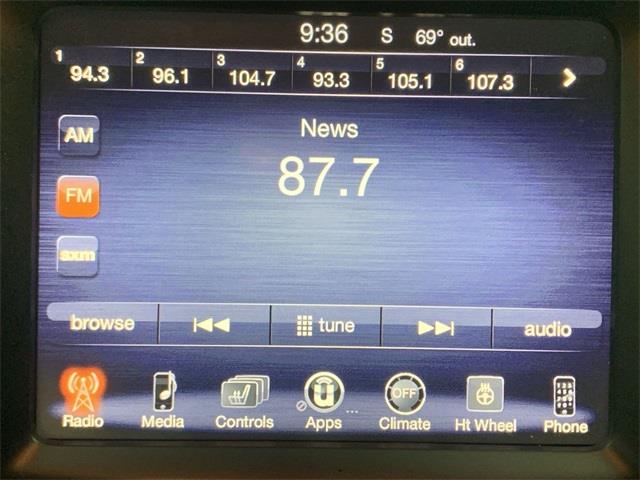 9:36 S 69° out.
1 94.3 2 96.1 3 104.7 4 93.3 5 105.1 6 107.3
AM
News
87.7
FM
sxm
browse tune audio
OFF
Radio Media Controls Apps ... Climate Ht Wheel Phone